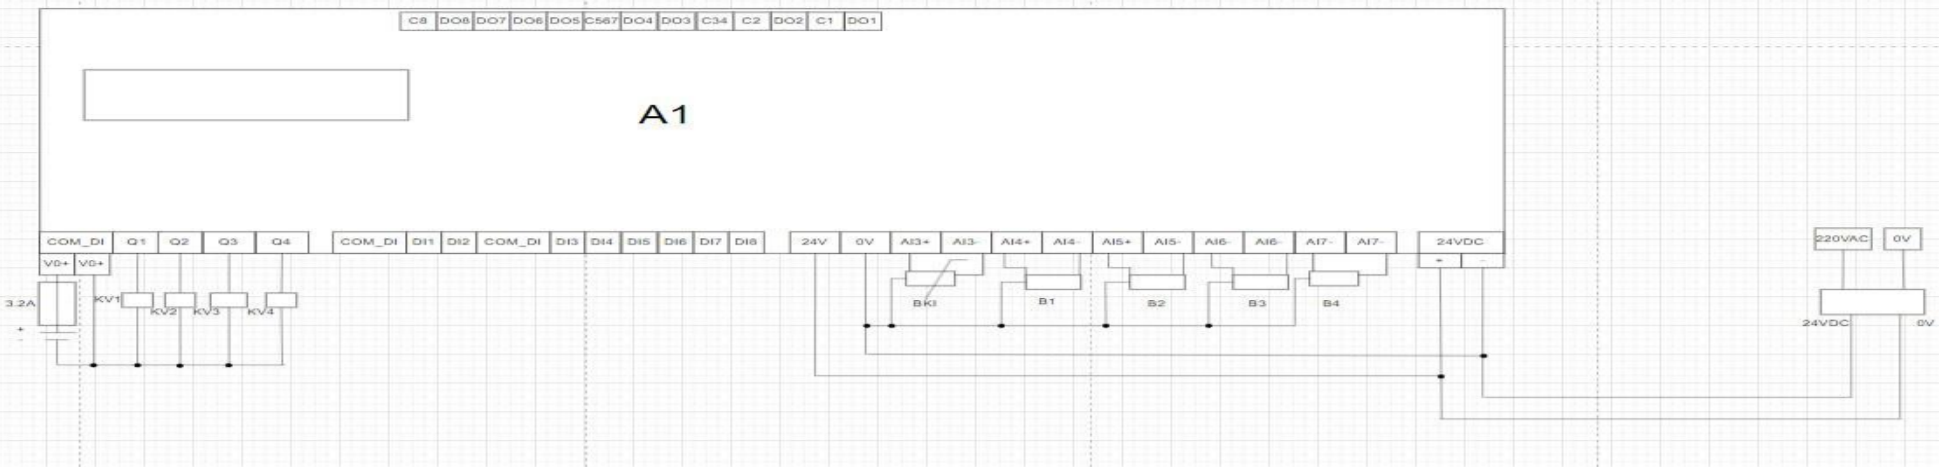 C8 DO8 DO7 DO6 DO5 C567 DO4 DO3 C34 C2 DO2 C1 DO1
A1
COM_DI Q1 Q2 Q3 Q4 COM_DI DI1 DI2 COM_DI DI3 DI4 DI5 DI6 DI7 DI8 24V 0V AI3+ AI3- AI4+ AI4- AI5+ AI5- AI6- AI6- AI7- AI7- 24VDC 220VAC 0V
V0+ V0+ + -
3.2A KV1 KV2 KV3 KV4 BKI B1 B2 B3 B4
+ 24VDC 0V
-